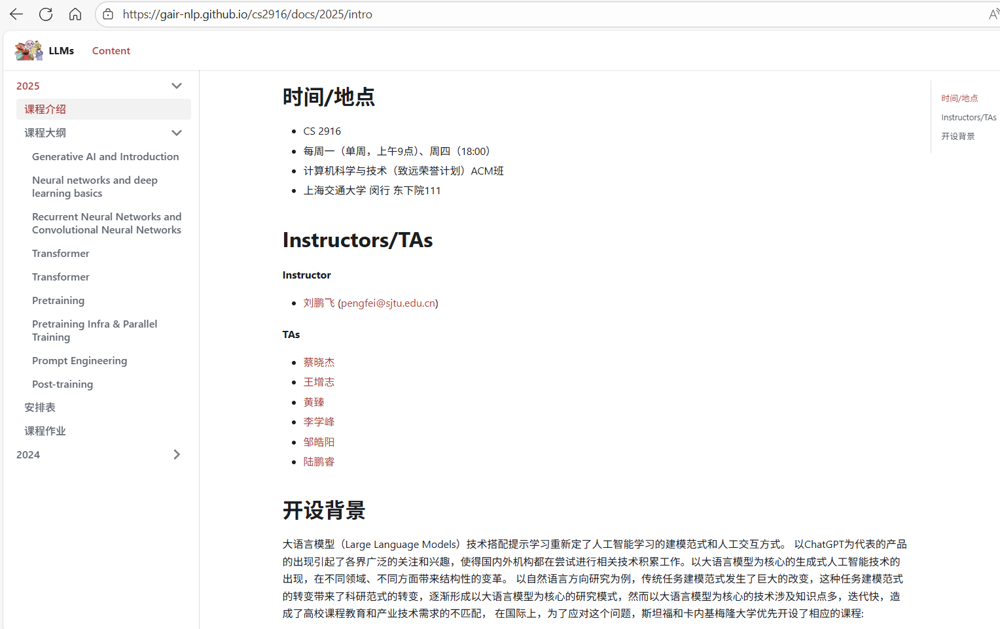 https://gair-nlp.github.io/cs2916/docs/2025/intro
LLMs
Content
2025
课程介绍
课程大纲
Generative AI and Introduction
Neural networks and deep
learning basics
Recurrent Neural Networks and
Convolutional Neural Networks
Transformer
Transformer
Pretraining
Pretraining Infra & Parallel
Training
Prompt Engineering
Post-training
安排表
课程作业
2024
时间/地点
CS 2916
每周一（单周，上午9点）、周四（18:00）
计算机科学与技术（致远荣誉计划）ACM班
上海交通大学 闵行 东下院111
Instructors/TAs
Instructor
刘鹏飞 (pengfei@sjtu.edu.cn)
TAs
蔡晓杰
王增志
黄臻
李学峰
邹皓阳
陆鹏睿
开设背景
大语言模型（Large Language Models）技术搭配提示学习重新定了人工智能学习的建模范式和人工交互方式。 以ChatGPT为代表的产品
的出现引起了各界广泛的关注和兴趣，使得国内外机构都在尝试进行相关技术积累工作。以大语言模型为核心的生成式人工智能技术的
出现，在不同领域、不同方面带来结构性的变革。 以自然语言方向研究为例，传统任务建模范式发生了巨大的改变，这种任务建模范式
的转变带来了科研范式的转变，逐渐形成以大语言模型为核心的研究模式，然而以大语言模型为核心的技术涉及知识点多，迭代快，造
成了高校课程教育和产业技术需求的不匹配， 在国际上，为了应对这个问题，斯坦福和卡内基梅隆大学优先开设了相应的课程:
时间/地点
Instructors/TAs
开设背景